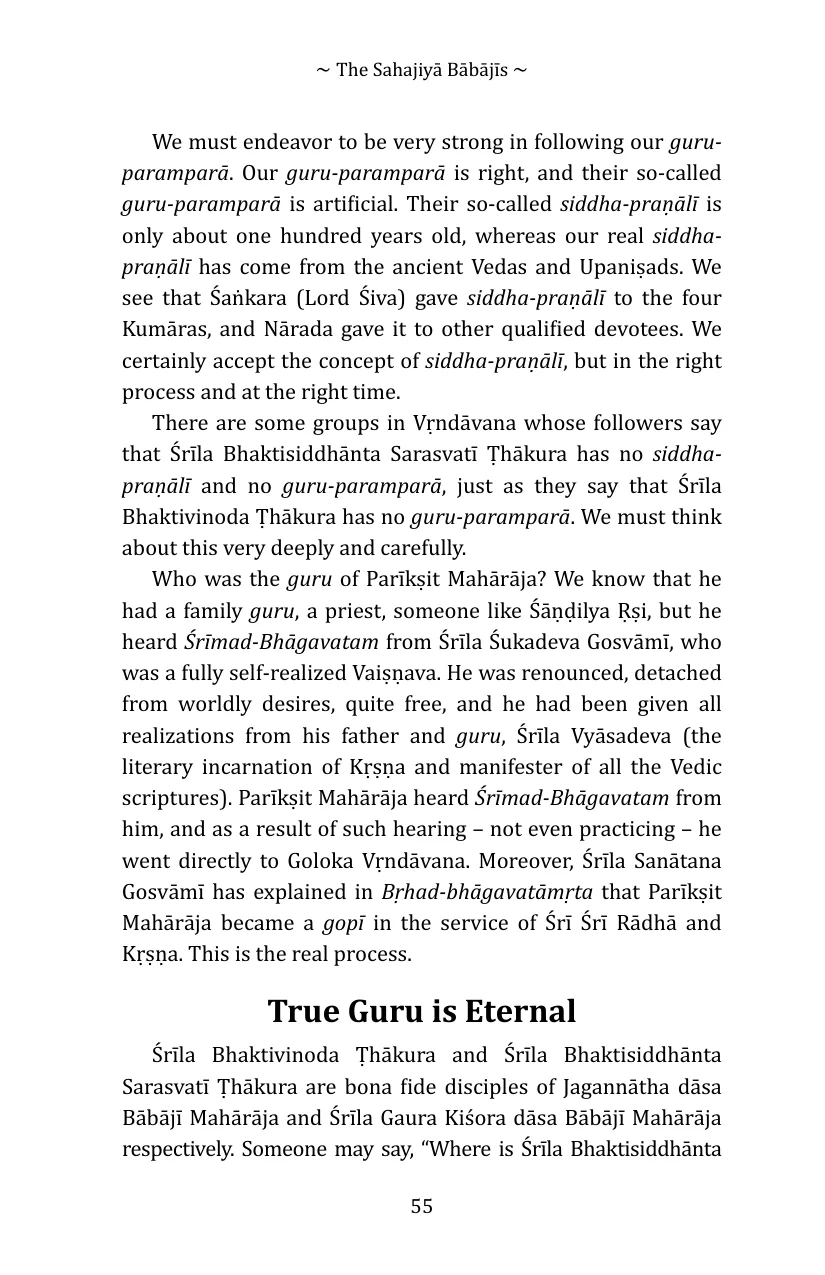 ~ The Sahajiyā Bābājīs ~
We must endeavor to be very strong in following our guru-
paramparā. Our guru-paramparā is right, and their so-called
guru-paramparā is artificial. Their so-called siddha-praṇālī is
only about one hundred years old, whereas our real siddha-
praṇālī has come from the ancient Vedas and Upaniṣads. We
see that Śaṅkara (Lord Śiva) gave siddha-praṇālī to the four
Kumāras, and Nārada gave it to other qualified devotees. We
certainly accept the concept of siddha-praṇālī, but in the right
process and at the right time.
There are some groups in Vṛndāvana whose followers say
that Śrīla Bhaktisiddhānta Sarasvatī Ṭhākura has no siddha-
praṇālī and no guru-paramparā, just as they say that Śrīla
Bhaktivinoda Ṭhākura has no guru-paramparā. We must think
about this very deeply and carefully.
Who was the guru of Parīkṣit Mahārāja? We know that he
had a family guru, a priest, someone like Śāṇḍilya Ṛṣi, but he
heard Śrīmad-Bhāgavatam from Śrīla Śukadeva Gosvāmī, who
was a fully self-realized Vaiṣṇava. He was renounced, detached
from worldly desires, quite free, and he had been given all
realizations from his father and guru, Śrīla Vyāsadeva (the
literary incarnation of Kṛṣṇa and manifester of all the Vedic
scriptures). Parīkṣit Mahārāja heard Śrīmad-Bhāgavatam from
him, and as a result of such hearing – not even practicing – he
went directly to Goloka Vṛndāvana. Moreover, Śrīla Sanātana
Gosvāmī has explained in Bṛhad-bhāgavatāmṛta that Parīkṣit
Mahārāja became a gopī in the service of Śrī Śrī Rādhā and
Kṛṣṇa. This is the real process.
True Guru is Eternal
Śrīla Bhaktivinoda Ṭhākura and Śrīla Bhaktisiddhānta
Sarasvatī Ṭhākura are bona fide disciples of Jagannātha dāsa
Bābājī Mahārāja and Śrīla Gaura Kiśora dāsa Bābājī Mahārāja
respectively. Someone may say, “Where is Śrīla Bhaktisiddhānta
55